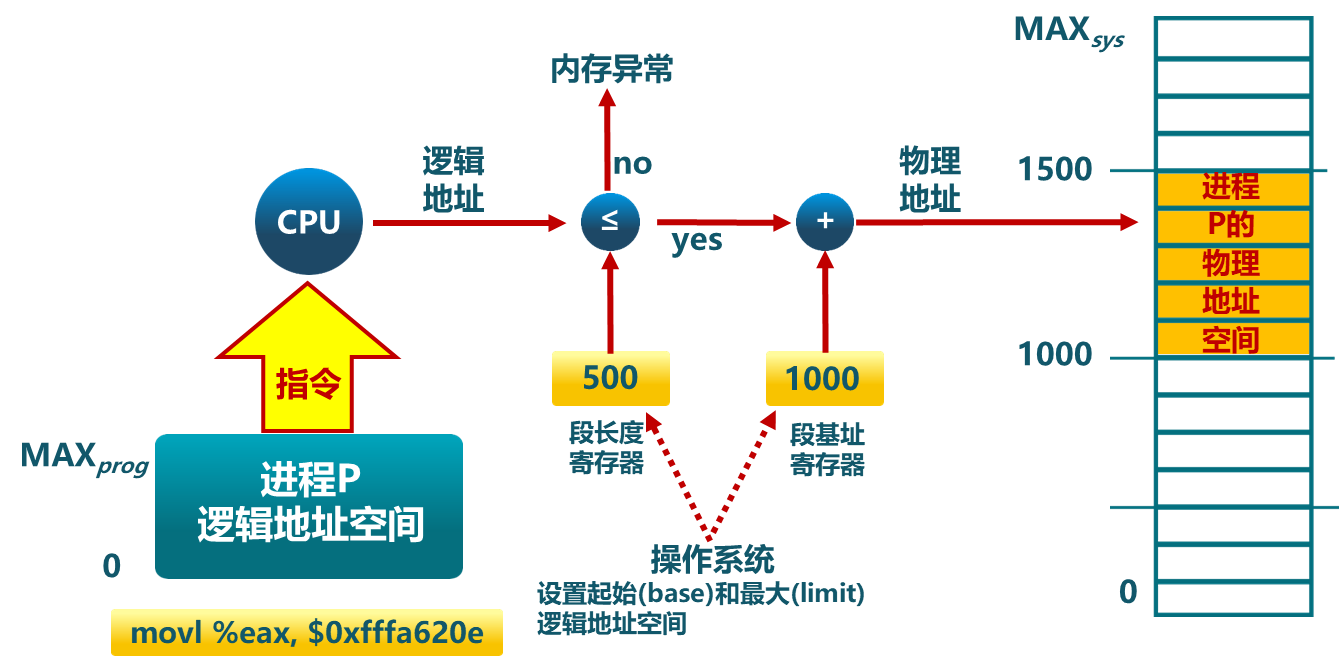 MAXsys
内存异常
no
逻辑
地址
物理
地址
CPU
≤
yes
+
1500
进程
P的
物理
地址
空间
1000
指令
500
1000
段长度
寄存器
段基址
寄存器
MAXprog
进程P
逻辑地址空间
0
操作系统
设置起始(base)和最大(limit)
逻辑地址空间
0
movl %eax, $0xfffa620e